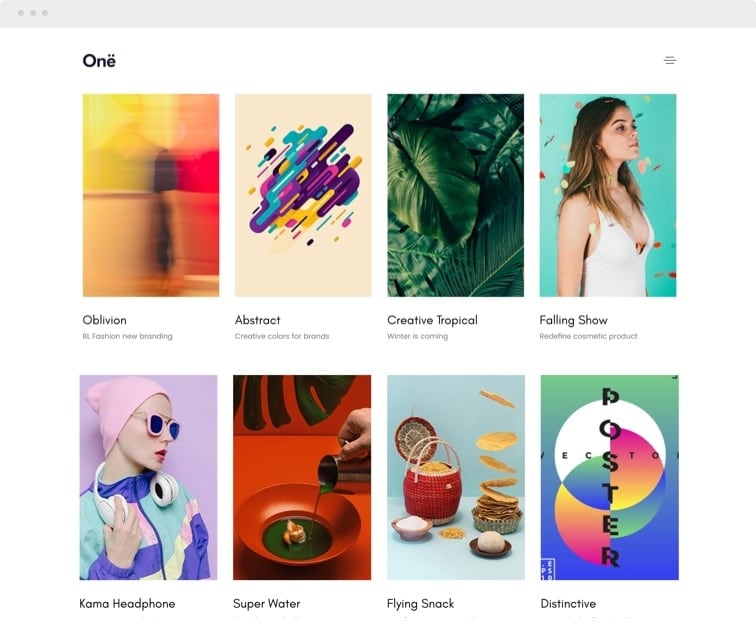 Onë
Oblivion
BL Fashion new branding
Abstract
Creative colors for brands
Creative Tropical
Winter is coming
Falling Show
Redefine cosmetic product
POSTER
VECTO
Kama Headphone
Super Water
Flying Snack
Distinctive